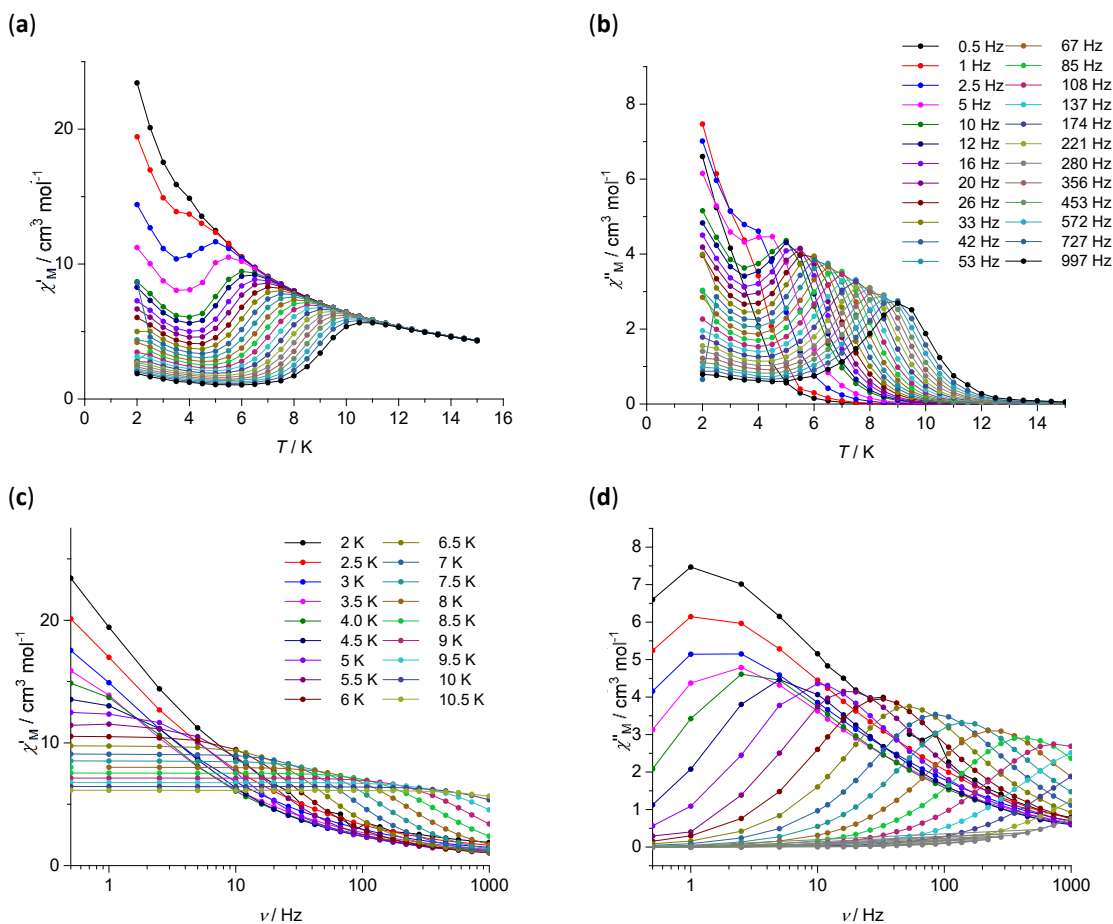 (a)
χ'M / cm³ mol⁻¹
20
10
0
0 2 4 6 8 10 12 14 16
T / K
(b)
χ''M / cm³ mol⁻¹
8
6
4
2
0
0 2 4 6 8 10 12 14
T / K
0.5 Hz 67 Hz
1 Hz 85 Hz
2.5 Hz 108 Hz
5 Hz 137 Hz
10 Hz 174 Hz
12 Hz 221 Hz
16 Hz 280 Hz
20 Hz 356 Hz
26 Hz 453 Hz
33 Hz 572 Hz
42 Hz 727 Hz
53 Hz 997 Hz
(c)
χ'M / cm³ mol⁻¹
20
10
0
1 10 100 1000
ν / Hz
2 K 6.5 K
2.5 K 7 K
3 K 7.5 K
3.5 K 8 K
4.0 K 8.5 K
4.5 K 9 K
5 K 9.5 K
5.5 K 10 K
6 K 10.5 K
(d)
χ''M / cm³ mol⁻¹
8
7
6
5
4
3
2
1
0
1 10 100 1000
ν / Hz